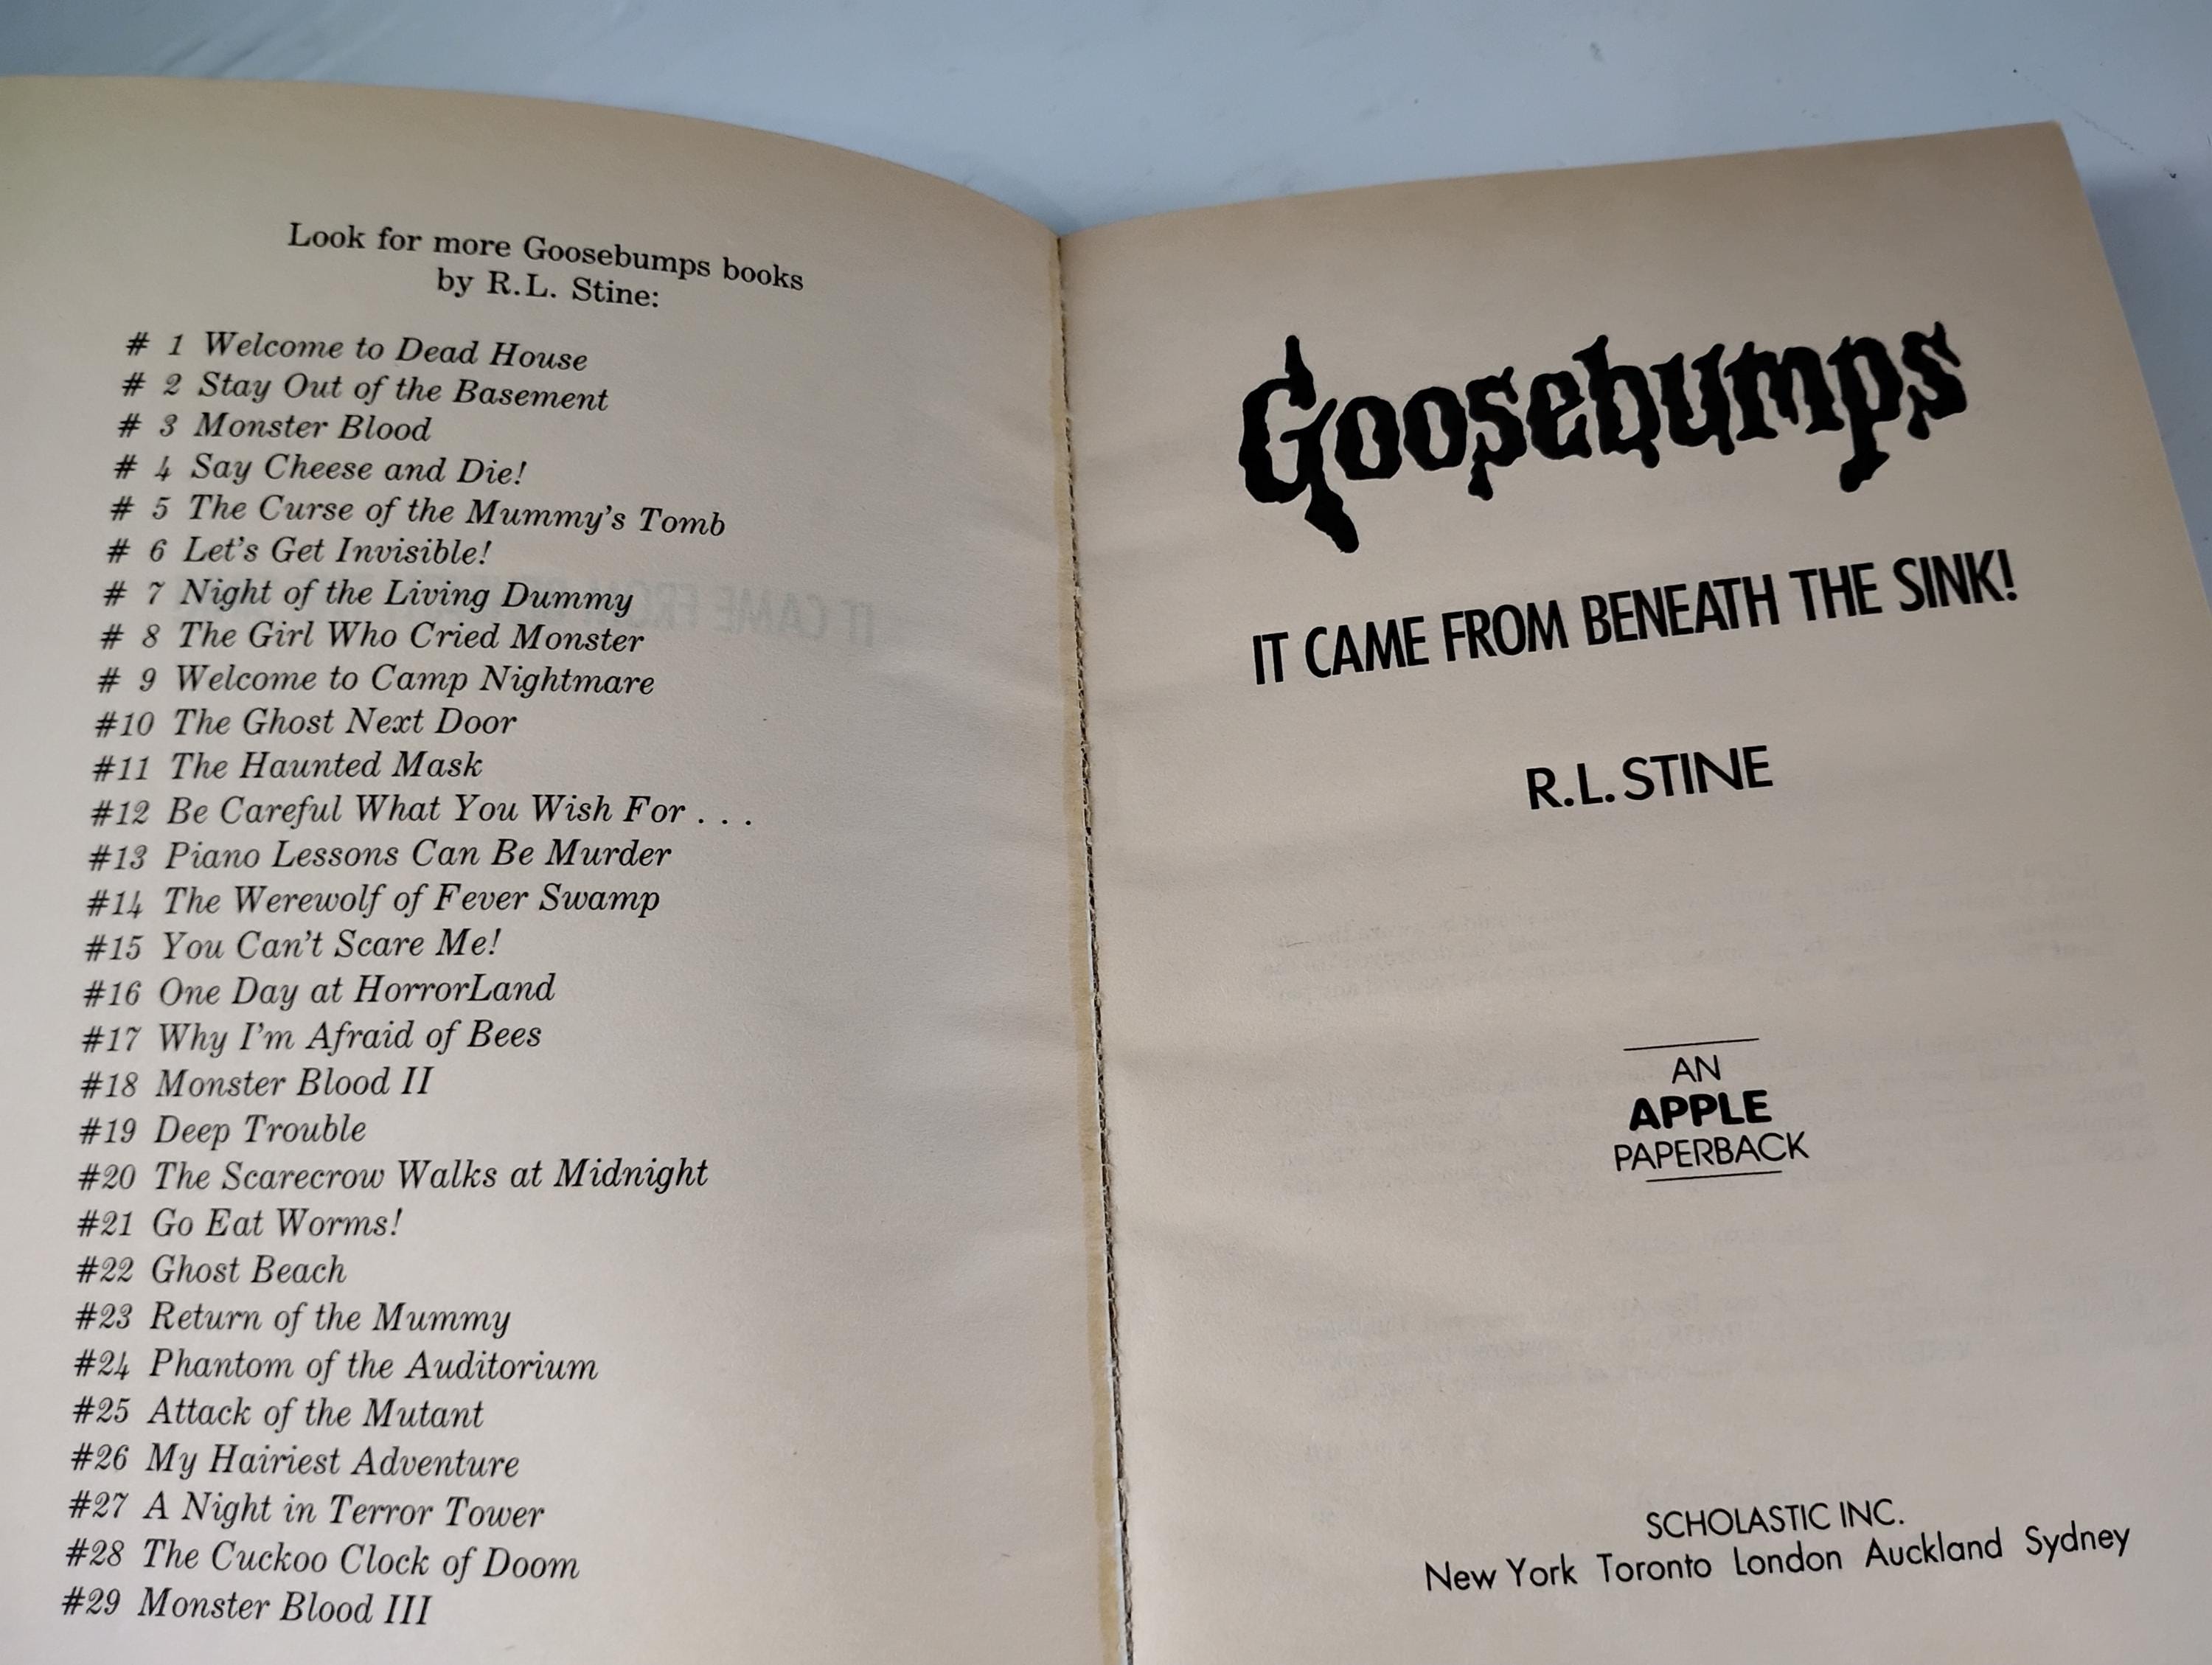 Look for more Goosebumps books
by R.L. Stine:
# 1 Welcome to Dead House
# 2 Stay Out of the Basement
# 3 Monster Blood
# 4 Say Cheese and Die!
# 5 The Curse of the Mummy's Tomb
# 6 Let's Get Invisible!
# 7 Night of the Living Dummy
# 8 The Girl Who Cried Monster
# 9 Welcome to Camp Nightmare
#10 The Ghost Next Door
#11 The Haunted Mask
#12 Be Careful What You Wish For . . .
#13 Piano Lessons Can Be Murder
#14 The Werewolf of Fever Swamp
#15 You Can't Scare Me!
#16 One Day at HorrorLand
#17 Why I'm Afraid of Bees
#18 Monster Blood II
#19 Deep Trouble
#20 The Scarecrow Walks at Midnight
#21 Go Eat Worms!
#22 Ghost Beach
#23 Return of the Mummy
#24 Phantom of the Auditorium
#25 Attack of the Mutant
#26 My Hairiest Adventure
#27 A Night in Terror Tower
#28 The Cuckoo Clock of Doom
#29 Monster Blood III
Goosebumps
IT CAME FROM BENEATH THE SINK!
R.L. STINE
AN
APPLE
PAPERBACK
SCHOLASTIC INC.
New York Toronto London Auckland Sydney